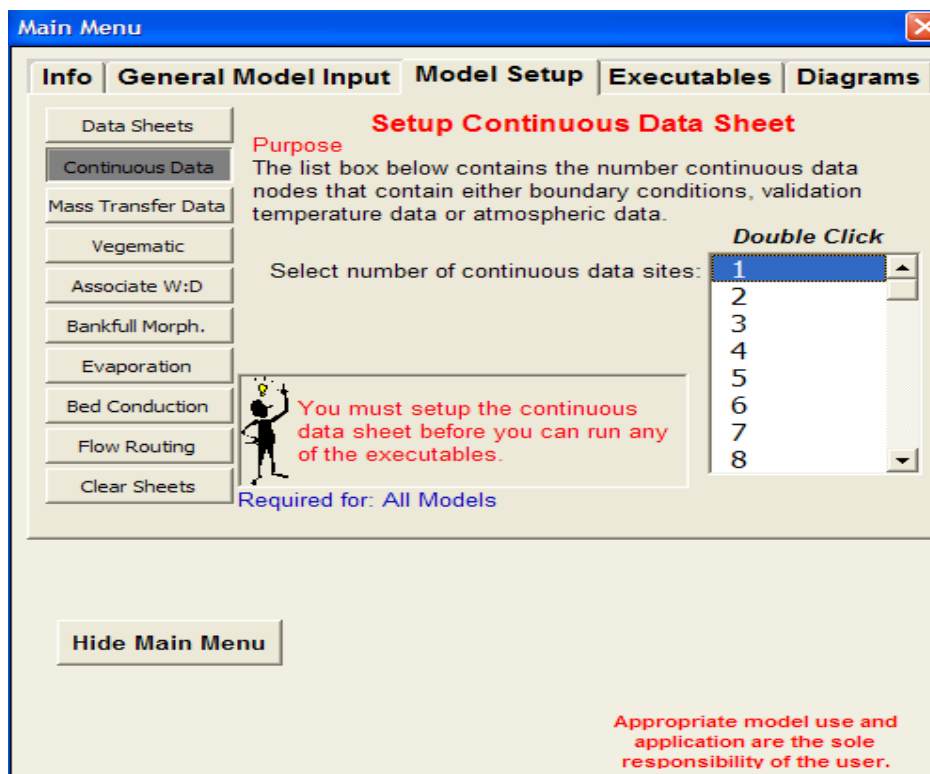 Main Menu
Info General Model Input Model Setup Executables Diagrams
Data Sheets
Continuous Data
Mass Transfer Data
Vegematic
Associate W:D
Bankfull Morph.
Evaporation
Bed Conduction
Flow Routing
Clear Sheets
Setup Continuous Data Sheet
Purpose
The list box below contains the number continuous data
nodes that contain either boundary conditions, validation
temperature data or atmospheric data.
Double Click
Select number of continuous data sites:
1
2
3
4
5
6
7
8
You must setup the continuous
data sheet before you can run any
of the executables.
Required for: All Models
Hide Main Menu
Appropriate model use and
application are the sole
responsibility of the user.